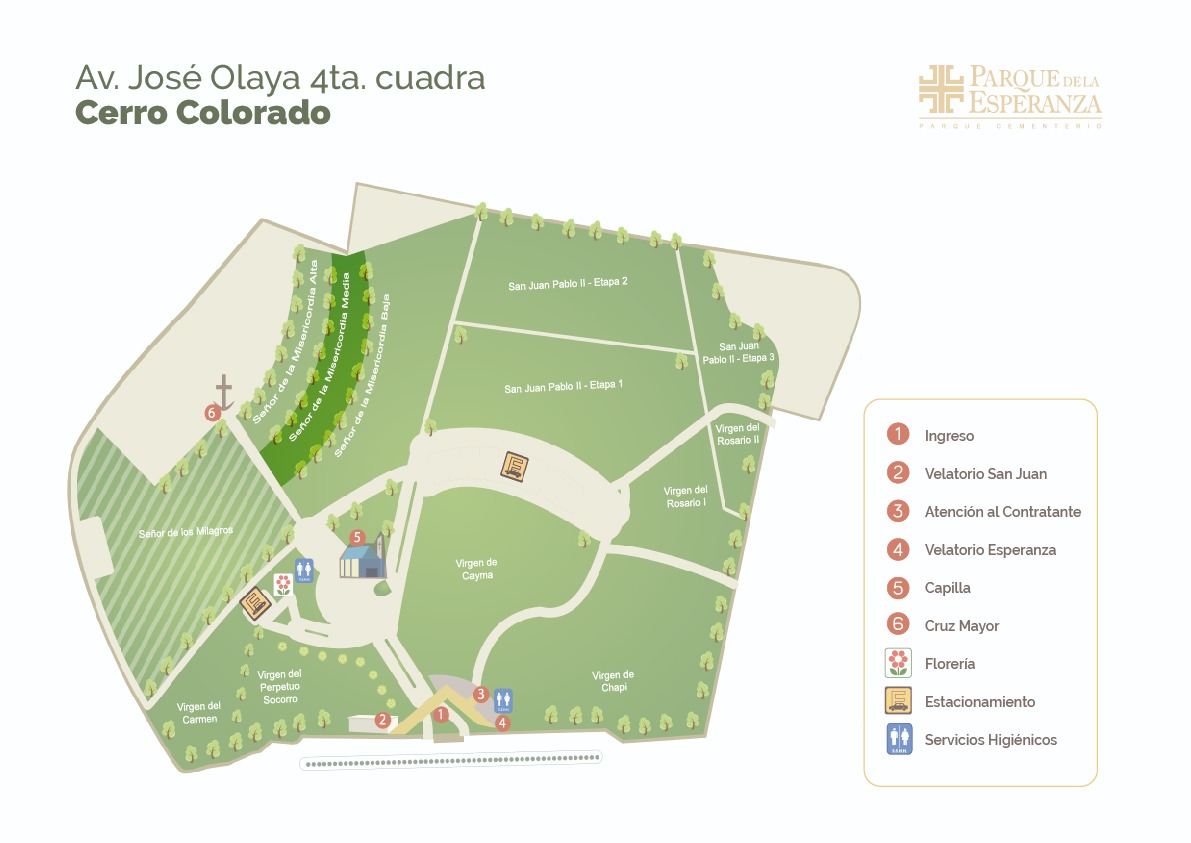 Av. José Olaya 4ta. cuadra
Cerro Colorado
PARQUE DE LA
ESPERANZA
PARQUE CEMENTERIO
San Juan Pablo II - Etapa 2
San Juan
Pablo II - Etapa 3
San Juan Pablo II - Etapa 1
Señor de la Misericordia Alta
Señor de la Misericordia Media
Señor de la Misericordia Baja
6
Virgen del
Rosario II
E
Virgen del
Rosario I
Señor de los Milagros
5
Virgen de
Cayma
S.S.H.H.
E
Virgen del
Perpetuo
Socorro
Virgen de
Chapi
Virgen del
Carmen
3
S.S.H.H.
2
1
4
1 Ingreso
2 Velatorio San Juan
3 Atención al Contratante
4 Velatorio Esperanza
5 Capilla
6 Cruz Mayor
Florería
E Estacionamiento
S.S.H.H. Servicios Higiénicos